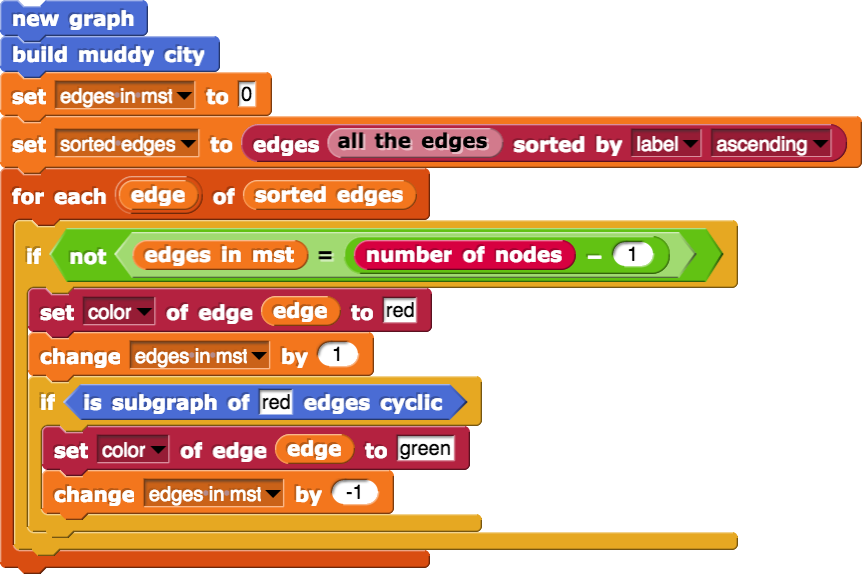 new graph
build muddy city
set edges in mst to 0
set sorted edges to edges all the edges sorted by label ascending
for each edge of sorted edges
if not edges in mst = number of nodes - 1
set color of edge edge to red
change edges in mst by 1
if is subgraph of red edges cyclic
set color of edge edge to green
change edges in mst by -1